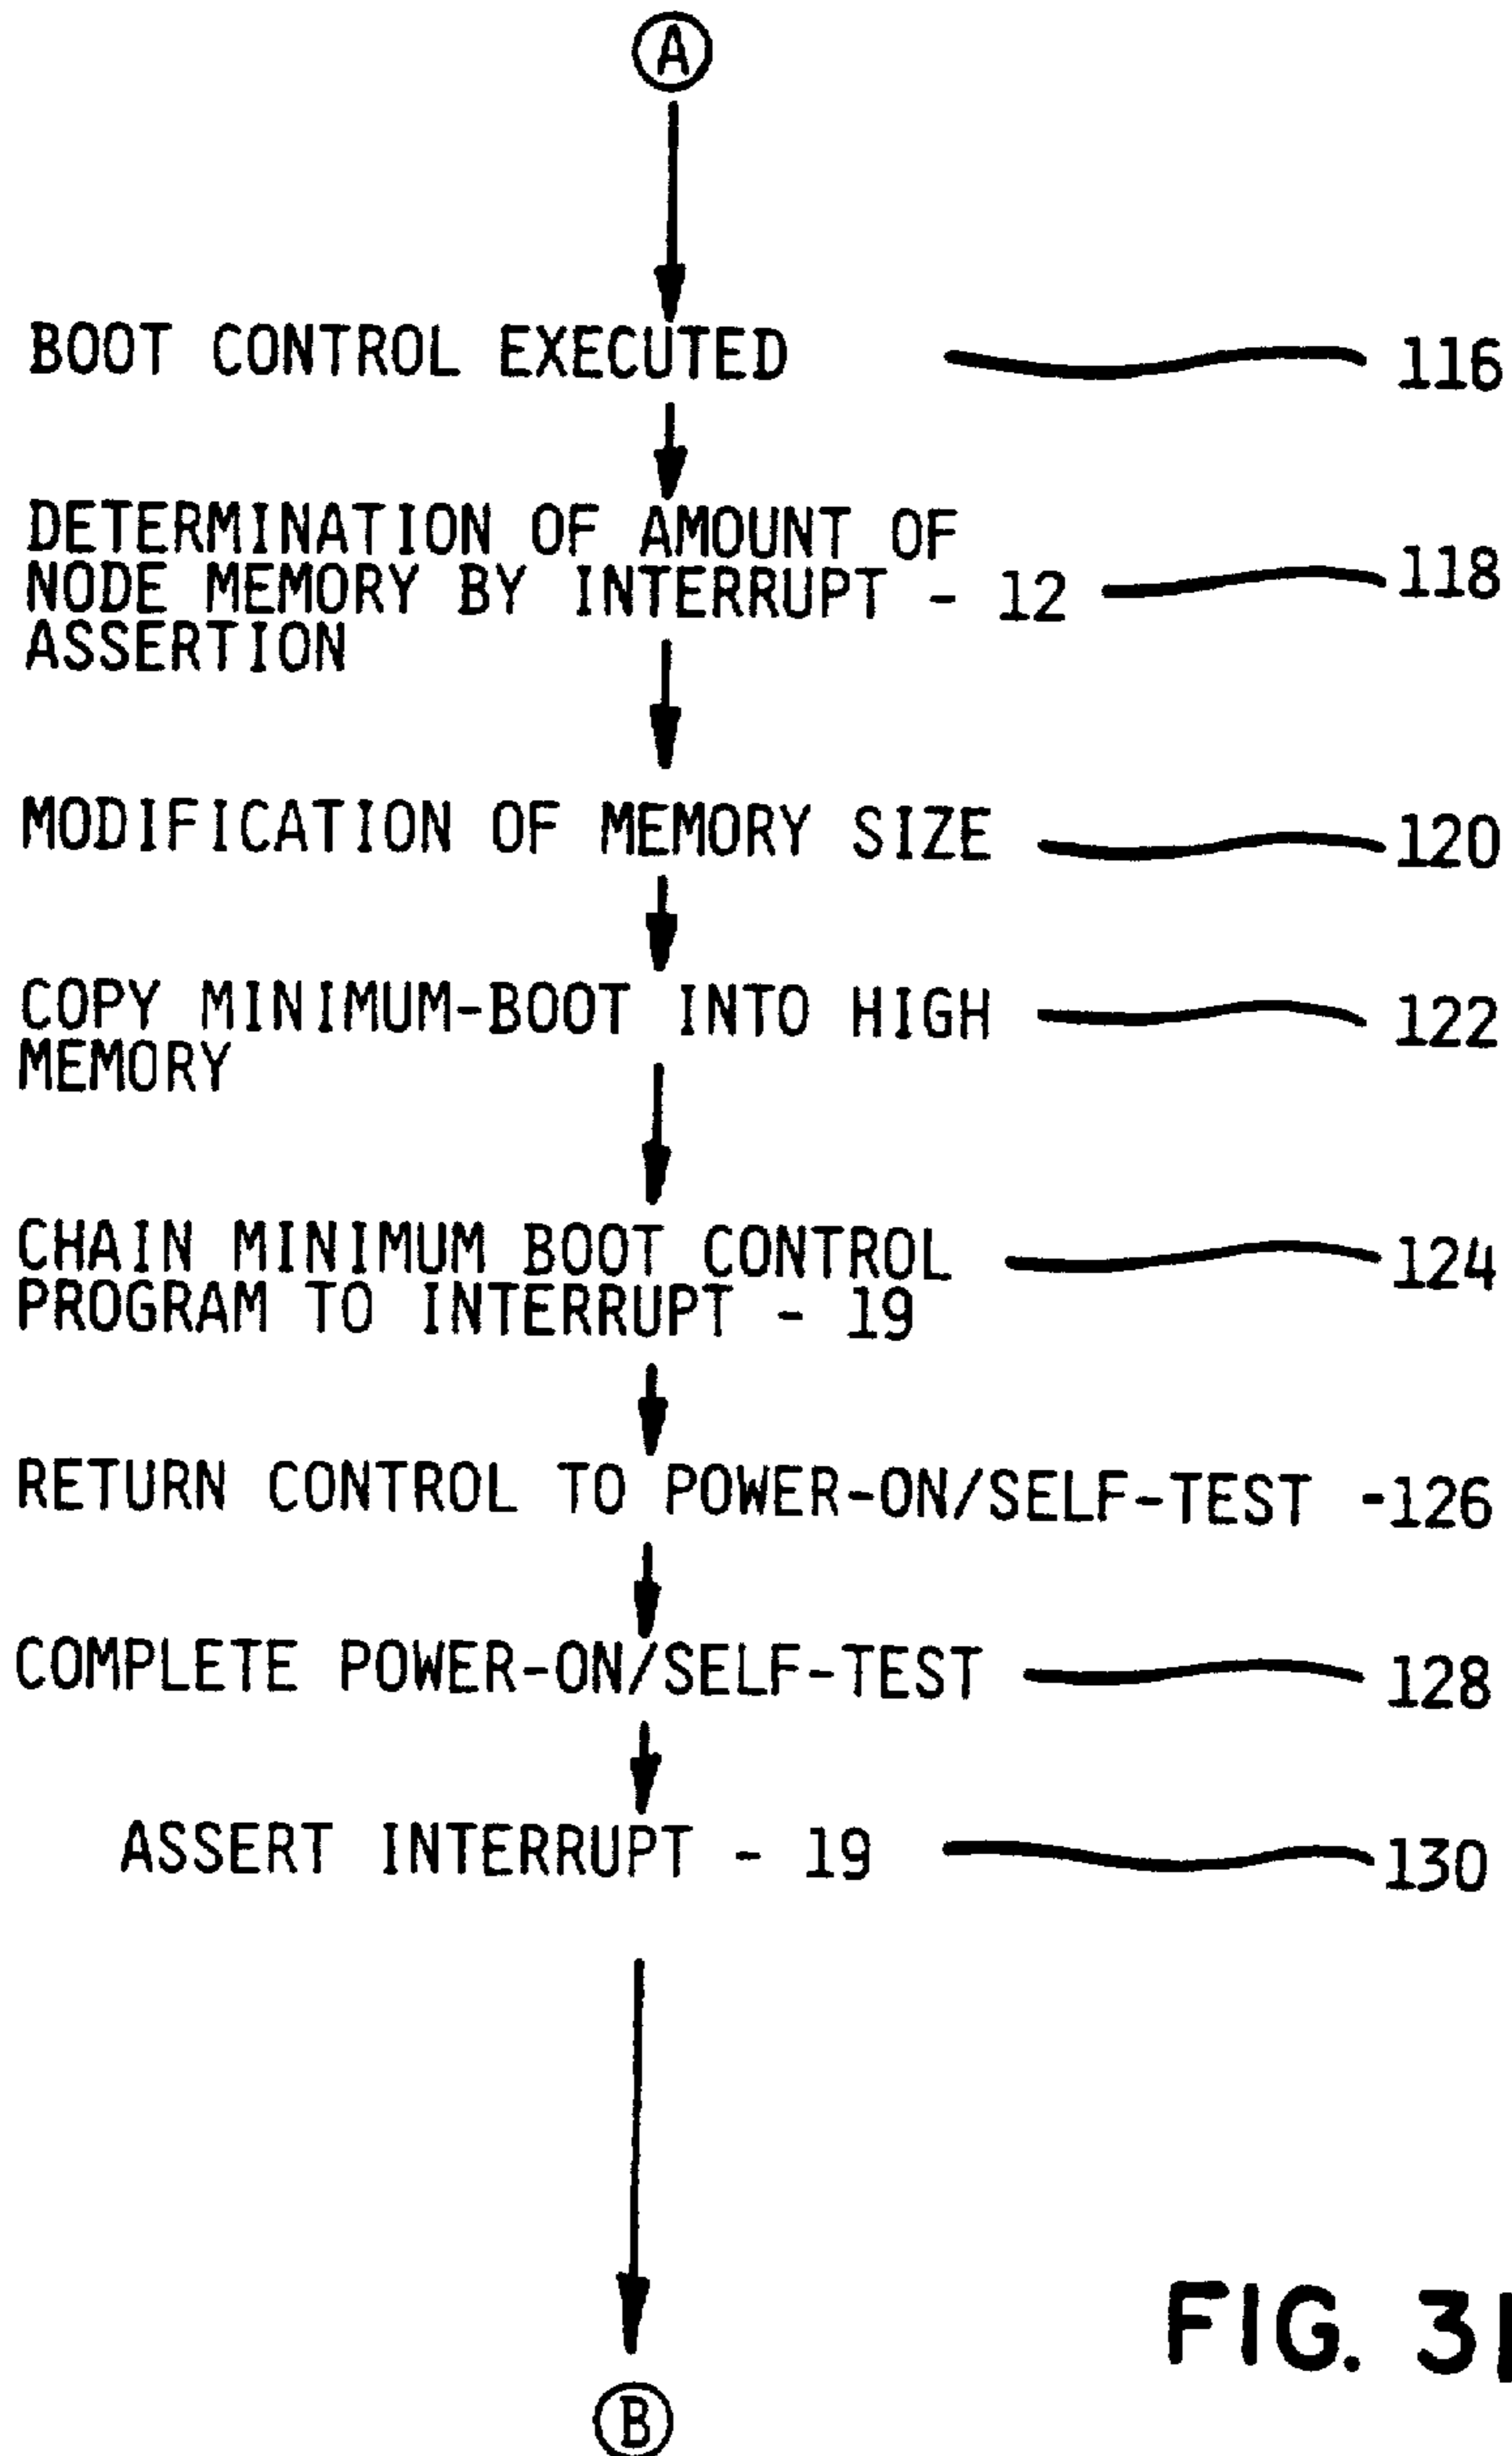 A
BOOT CONTROL EXECUTED 116
DETERMINATION OF AMOUNT OF
NODE MEMORY BY INTERRUPT - 12 118
ASSERTION
MODIFICATION OF MEMORY SIZE 120
COPY MINIMUM-BOOT INTO HIGH 122
MEMORY
CHAIN MINIMUM BOOT CONTROL 124
PROGRAM TO INTERRUPT - 19
RETURN CONTROL TO POWER-ON/SELF-TEST -126
COMPLETE POWER-ON/SELF-TEST 128
ASSERT INTERRUPT - 19 130
FIG. 3
B